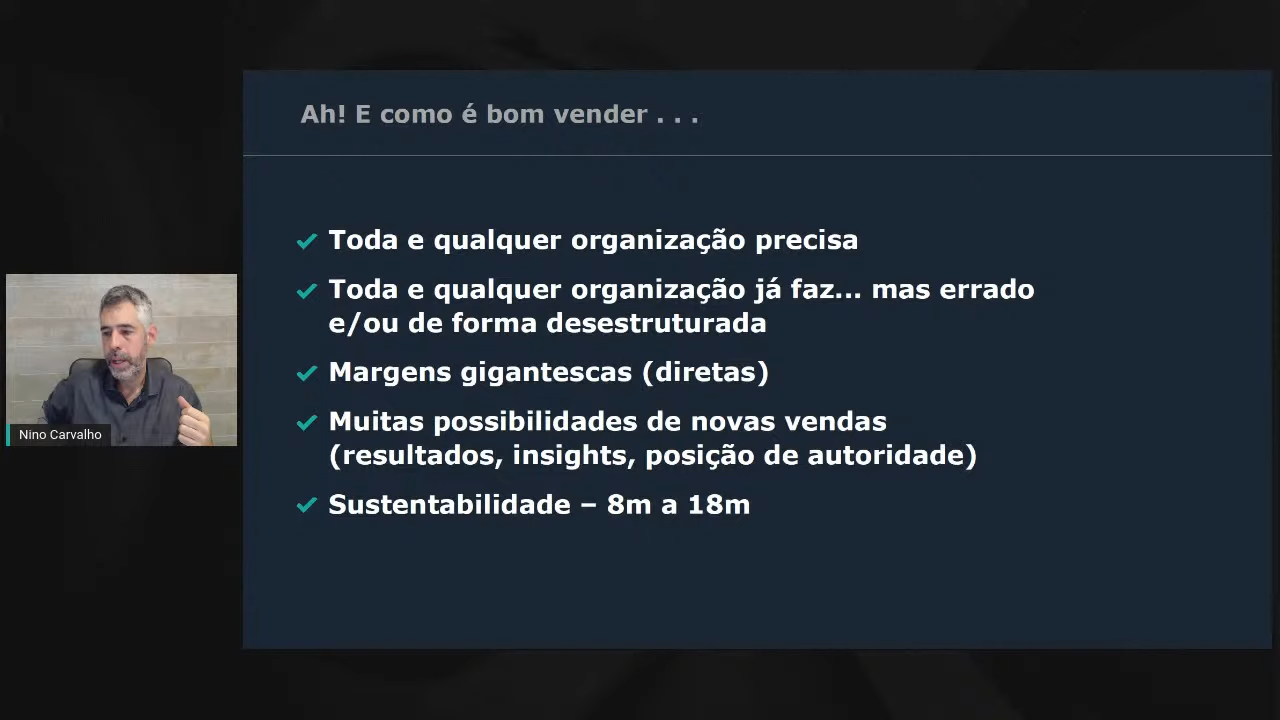 Ah! E como é bom vender . . .
Toda e qualquer organização precisa
Toda e qualquer organização já faz... mas errado
e/ou de forma desestruturada
Margens gigantescas (diretas)
Muitas possibilidades de novas vendas
(resultados, insights, posição de autoridade)
Sustentabilidade – 8m a 18m
Nino Carvalho